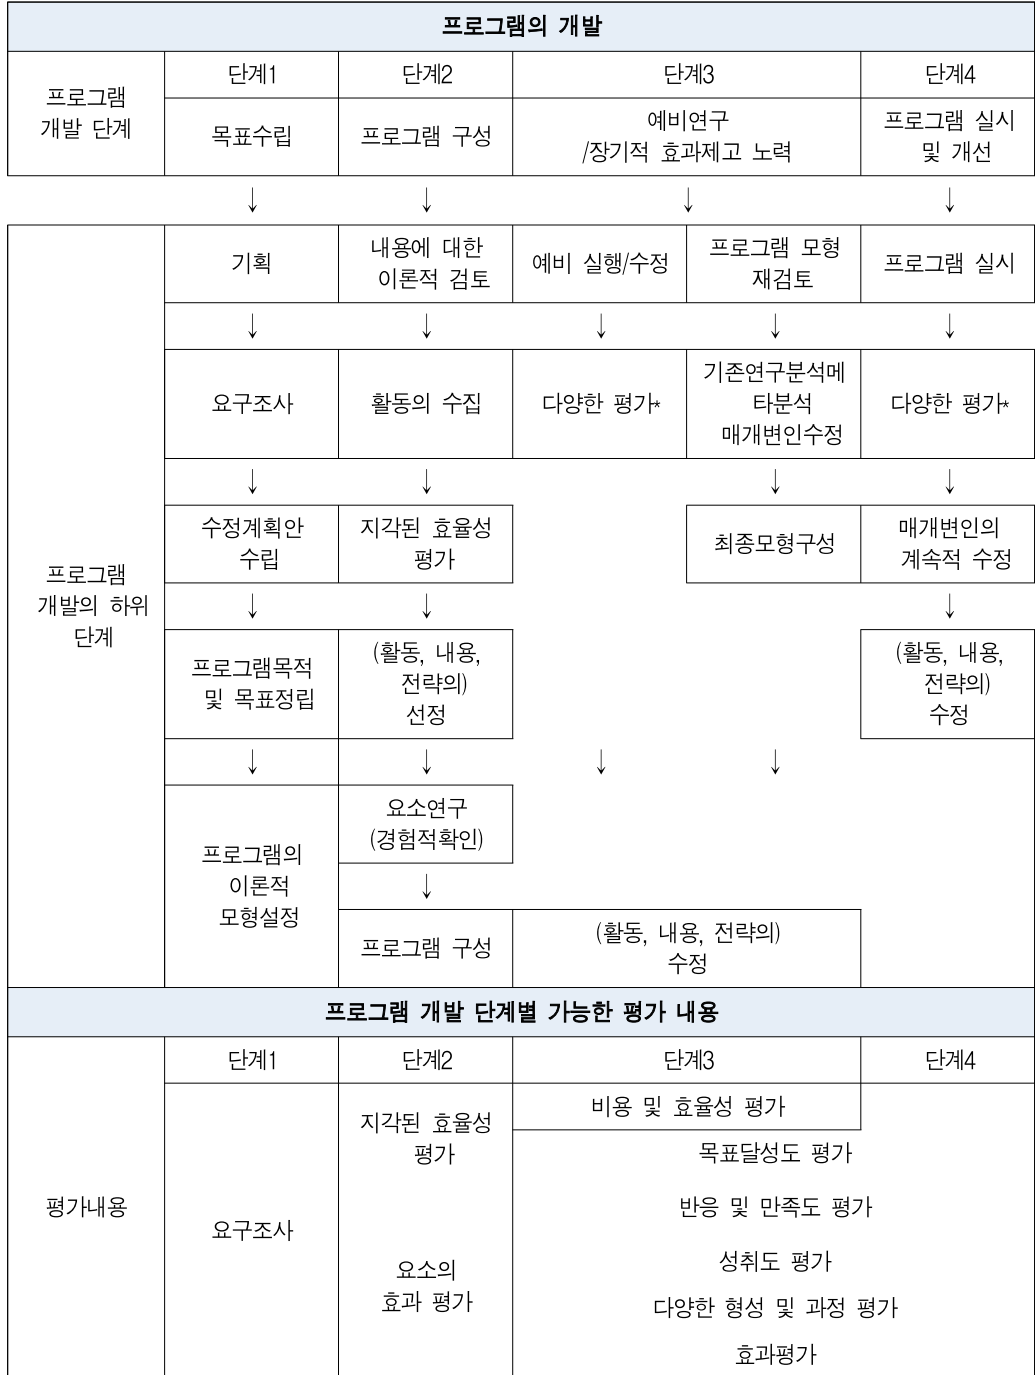 프로그램의 개발
프로그램
개발 단계
단계1
단계2
단계3
단계4
목표수립
프로그램 구성
예비연구
/장기적 효과제고 노력
프로그램 실시
및 개선
↓ ↓ ↓ ↓
프로그램
개발의 하위
단계
기획
내용에 대한
이론적 검토
예비 실행/수정
프로그램 모형
재검토
프로그램 실시
↓ ↓ ↓ ↓ ↓
요구조사
활동의 수집
다양한 평가*
기존연구분석메
타분석
매개변인수정
다양한 평가*
↓ ↓ ↓ ↓
수정계획안
수립
지각된 효율성
평가
최종모형구성
매개변인의
계속적 수정
↓ ↓ ↓
프로그램목적
및 목표정립
(활동, 내용,
전략의)
선정
(활동, 내용,
전략의)
수정
↓ ↓ ↓ ↓
프로그램의
이론적
모형설정
요소연구
(경험적확인)
↓
프로그램 구성
(활동, 내용, 전략의)
수정
프로그램 개발 단계별 가능한 평가 내용
단계1
단계2
단계3
단계4
평가내용
요구조사
지각된 효율성
평가
요소의
효과 평가
비용 및 효율성 평가
목표달성도 평가
반응 및 만족도 평가
성취도 평가
다양한 형성 및 과정 평가
효과평가